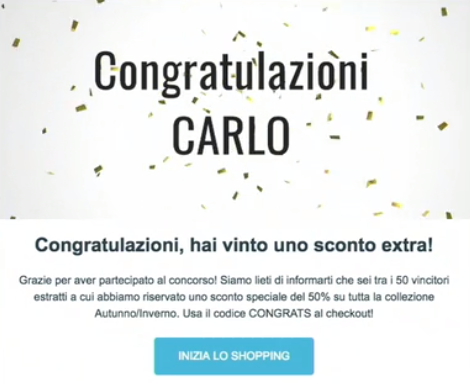 Congratulazioni
CARLO
Congratulazioni, hai vinto uno sconto extra!
Grazie per aver partecipato al concorso! Siamo lieti di informarti che sei tra i 50 vincitori
estratti a cui abbiamo riservato uno sconto speciale del 50% su tutta la collezione
Autunno/Inverno. Usa il codice CONGRATS al checkout!
INIZIA LO SHOPPING